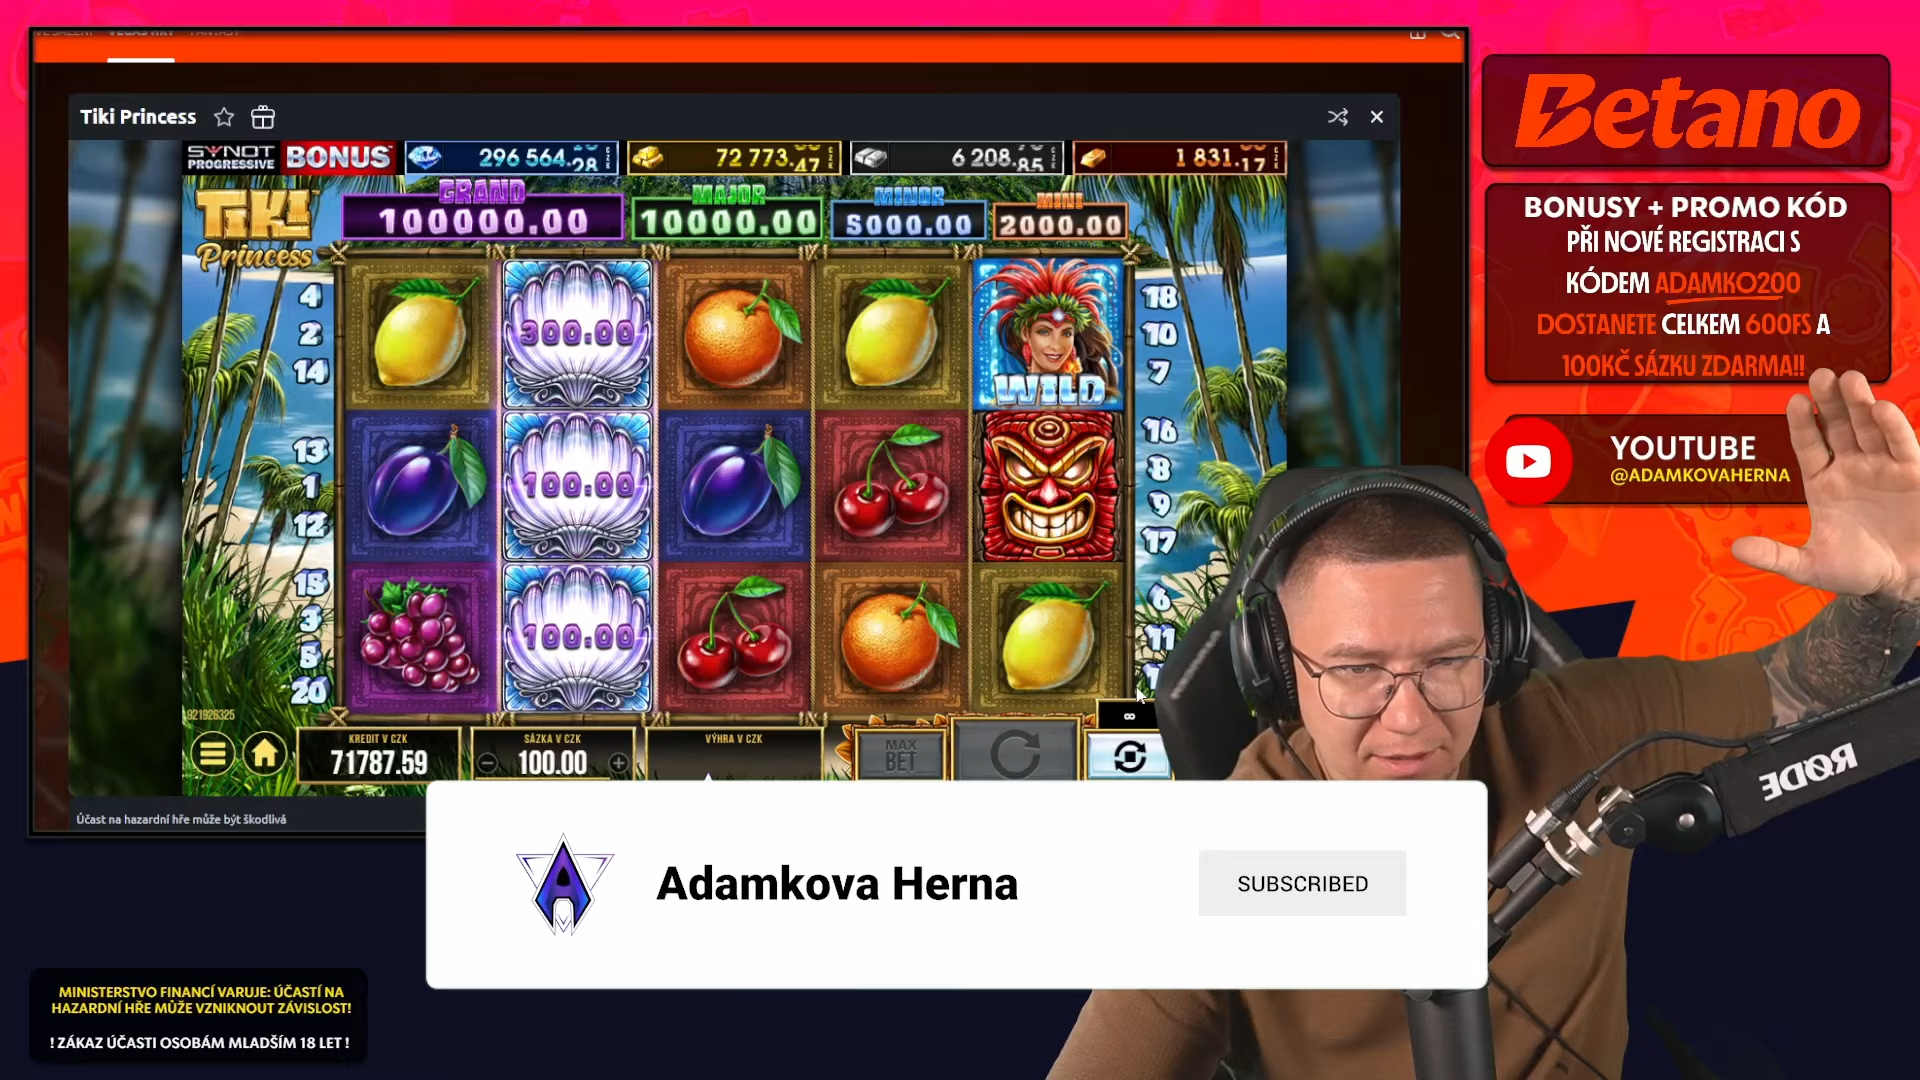 VEGAS HRY FANTASY
Tiki Princess
SYNOT
PROGRESSIVE
BONUS
296 564.28
72 773.47
6 208.85
1 831.17
GRAND
100000.00
MAJOR
10000.00
MINOR
5000.00
MINI
2000.00
TIKI
Princess
4
2
14
13
1
12
15
3
5
20
300.00
100.00
100.00
WILD
18
10
7
16
8
9
17
6
11
921926325
KREDIT V CZK
71787.59
SÁZKA V CZK
100.00
VÝHRA V CZK
MAX
BET
∞
Účast na hazardní hře může být škodlivá
Betano
BONUSY + PROMO KÓD
PŘI NOVÉ REGISTRACI S
KÓDEM ADAMKO200
DOSTANETE CELKEM 600FS A
100KČ SÁZKU ZDARMA!!
YOUTUBE
@ADAMKOVAHERNA
RØDE
Adamkova Herna
SUBSCRIBED
MINISTERSTVO FINANCÍ VARUJE: ÚČASTÍ NA
HAZARDNÍ HŘE MŮŽE VZNIKNOUT ZÁVISLOST!
! ZÁKAZ ÚČASTI OSOBÁM MLADŠÍM 18 LET !